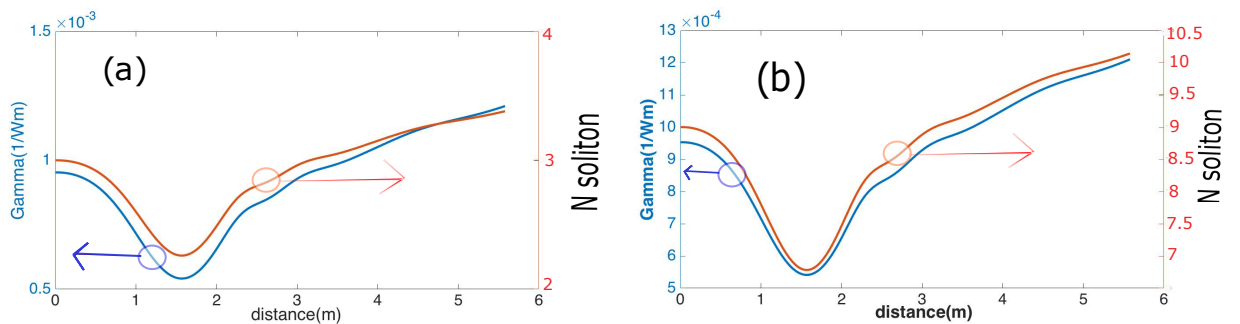 ×10⁻³
1.5
1
0.5
Gamma(1/Wm)
(a)
4
3
2
N soliton
0 1 2 3 4 5 6
distance(m)
×10⁻⁴
13
12
11
10
9
8
7
6
5
Gamma(1/Wm)
(b)
10.5
10
9.5
9
8.5
8
7.5
7
N soliton
0 1 2 3 4 5 6
distance(m)